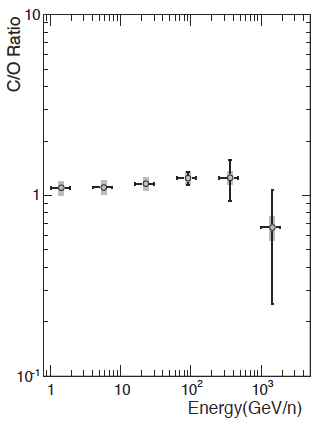 C/O Ratio
10
1
10⁻¹
1 10 10² 10³
Energy(GeV/n)